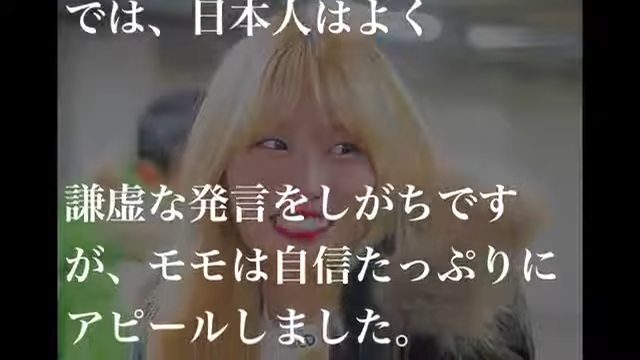 では、日本人はよく
謙虚な発言をしがちです
が、モモは自信たっぷりに
アピールしました。